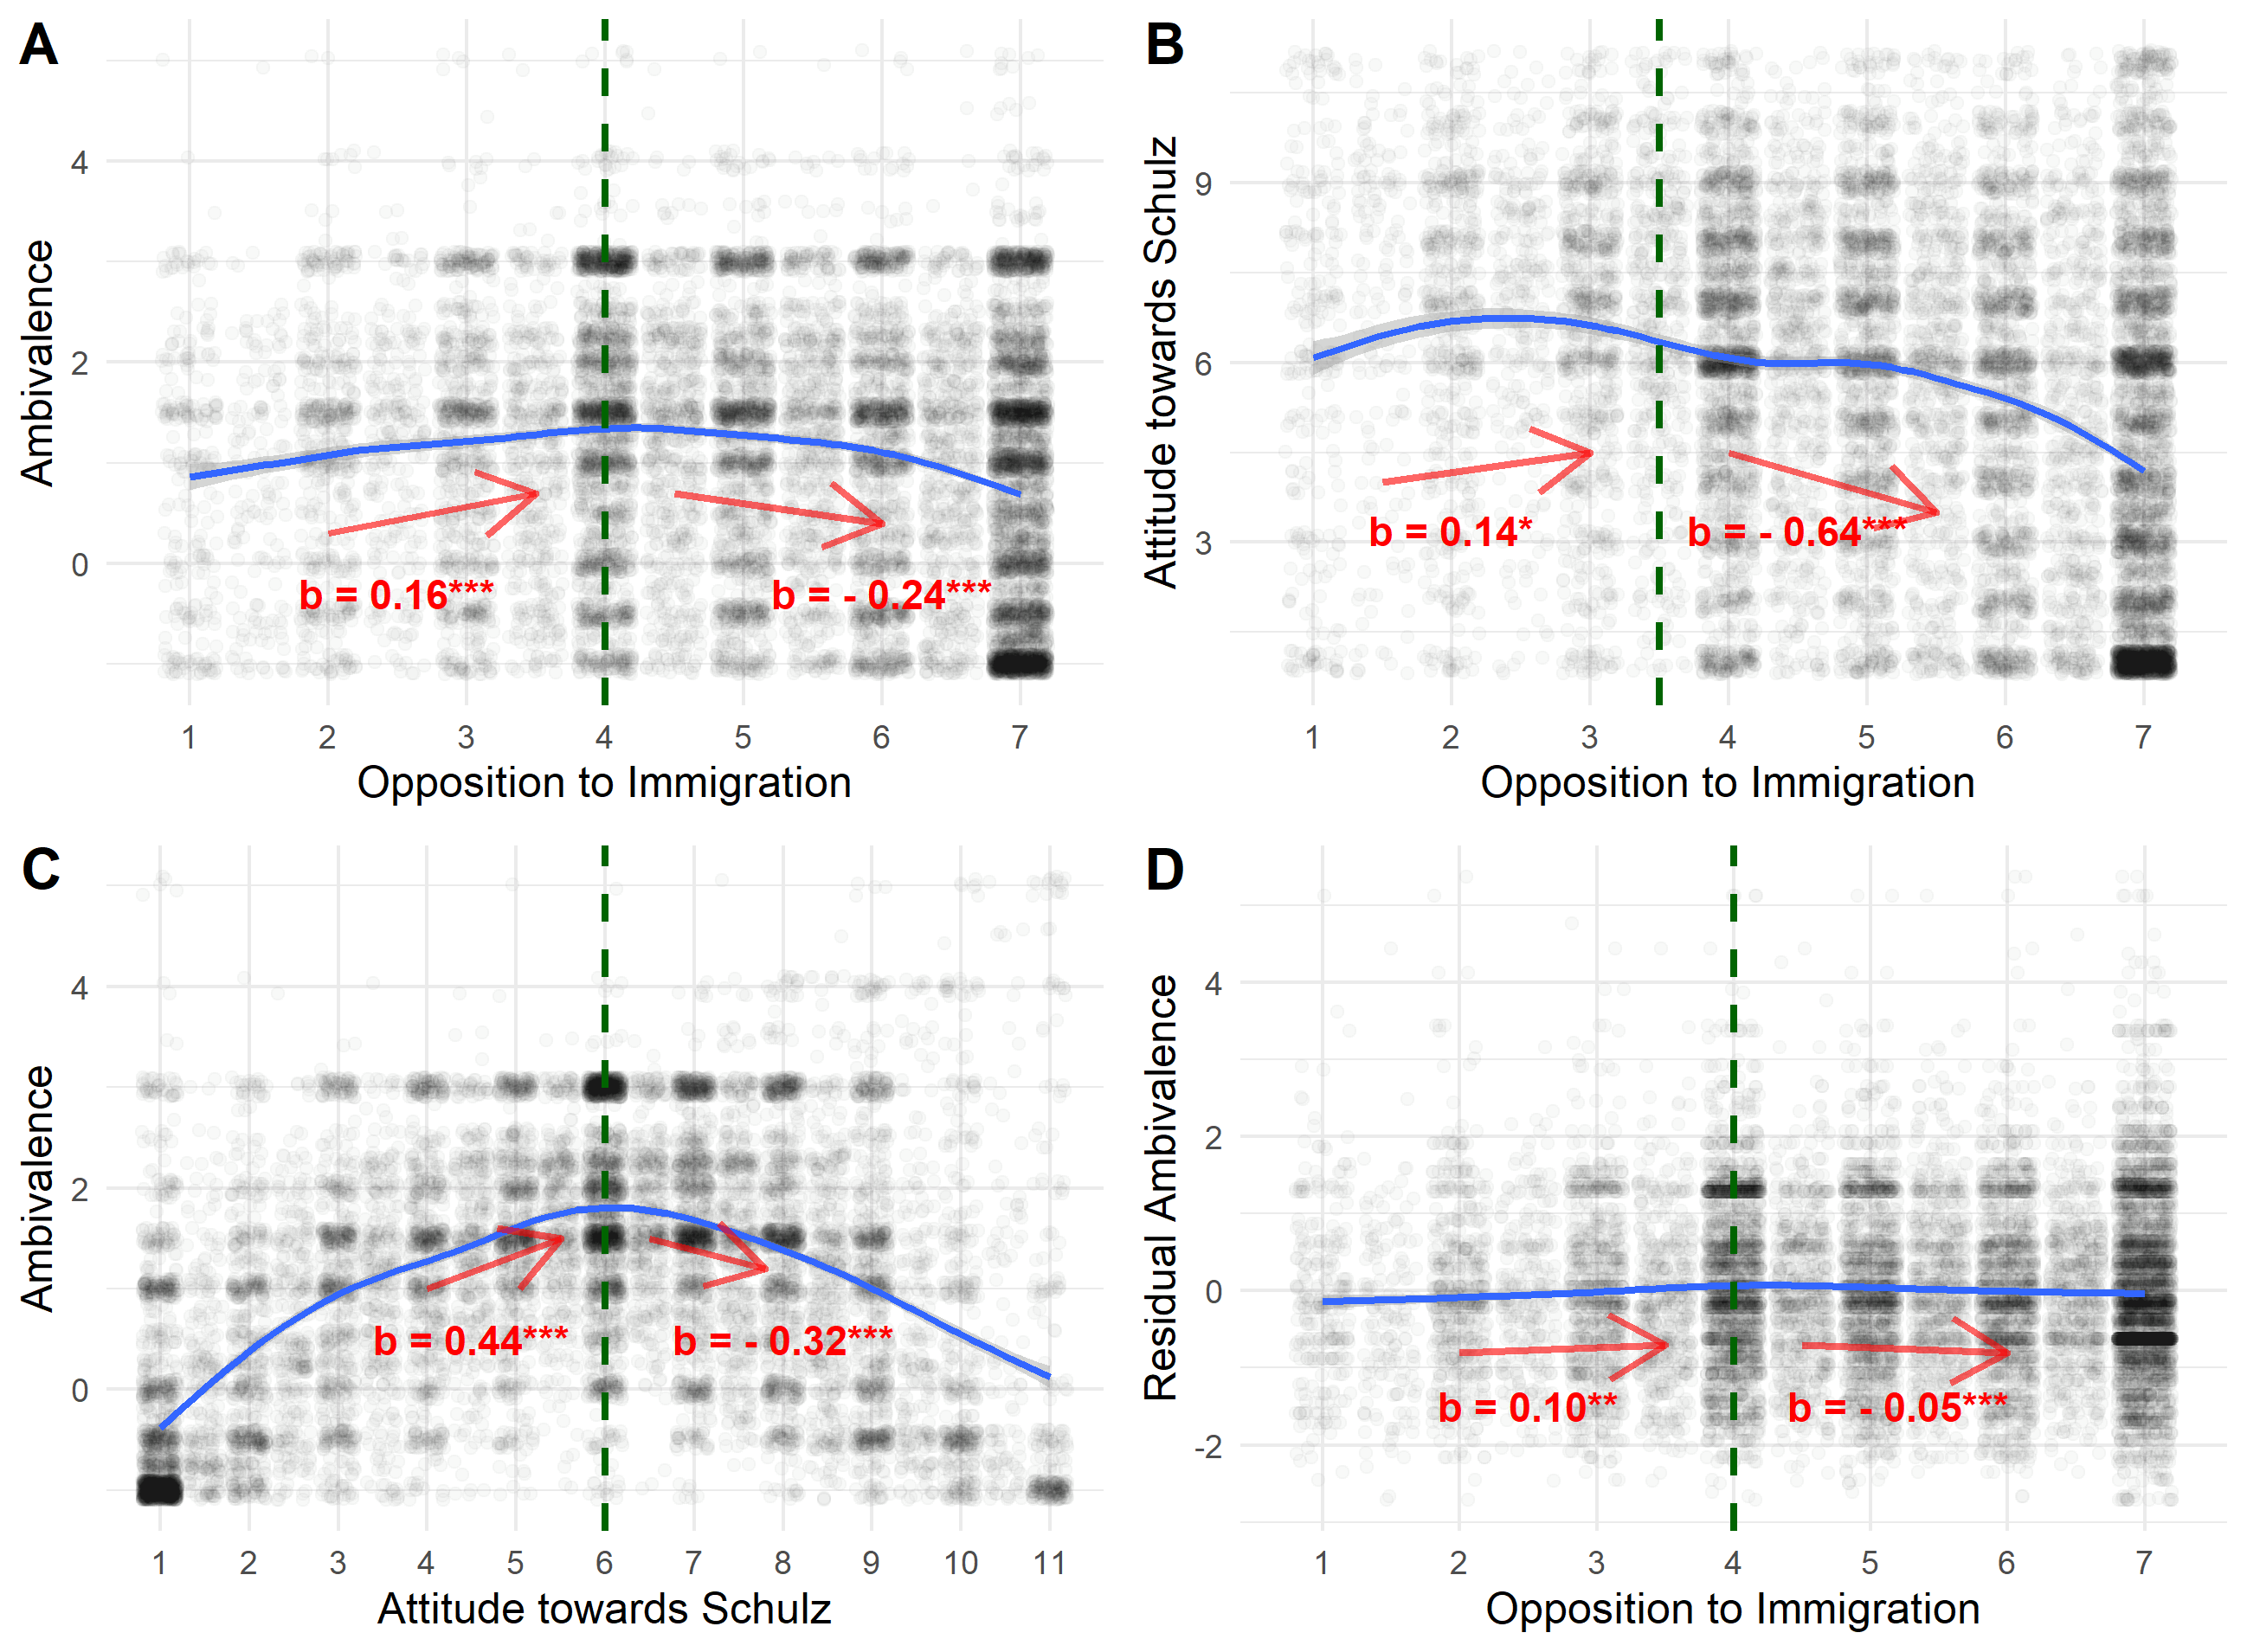 A
Ambivalence
4
2
0
b = 0.16***
b = - 0.24***
1 2 3 4 5 6 7
Opposition to Immigration
B
Attitude towards Schulz
9
6
3
b = 0.14*
b = - 0.64***
1 2 3 4 5 6 7
Opposition to Immigration
C
Ambivalence
4
2
0
b = 0.44***
b = - 0.32***
1 2 3 4 5 6 7 8 9 10 11
Attitude towards Schulz
D
Residual Ambivalence
4
2
0
-2
b = 0.10**
b = - 0.05***
1 2 3 4 5 6 7
Opposition to Immigration